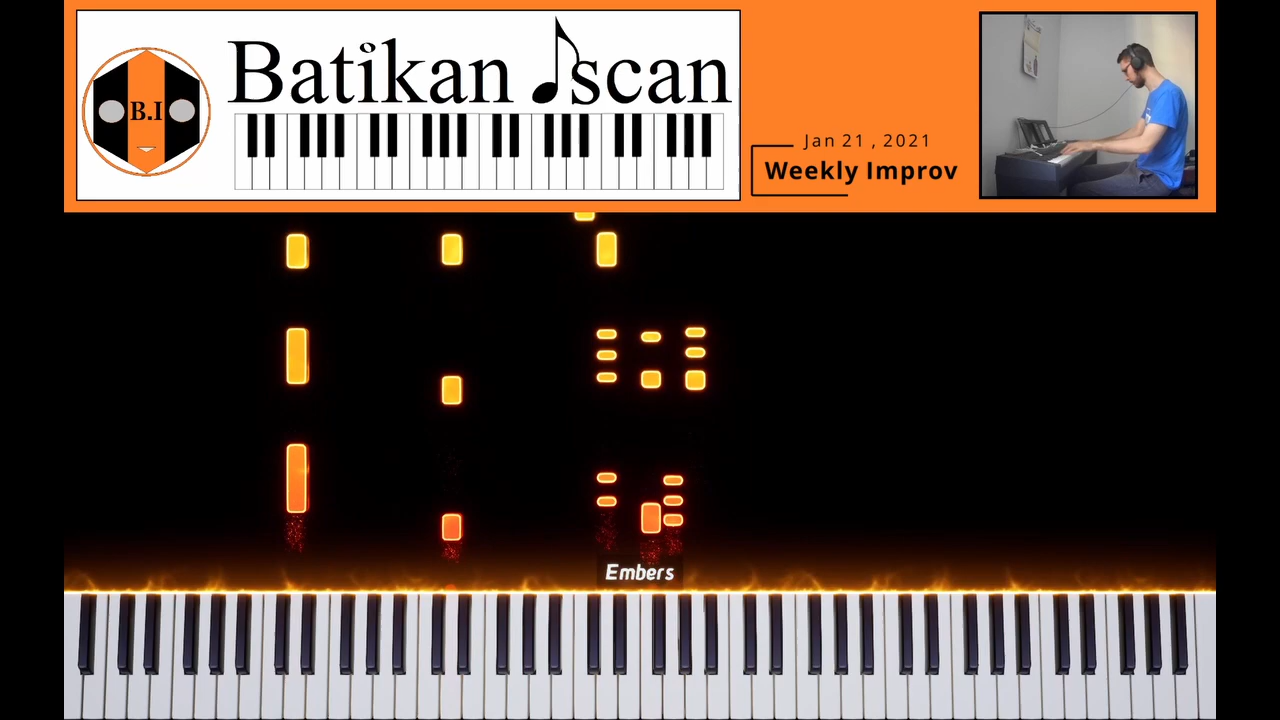 B.I
Batikan
scan
Jan 21 , 2021
Weekly Improv
Embers